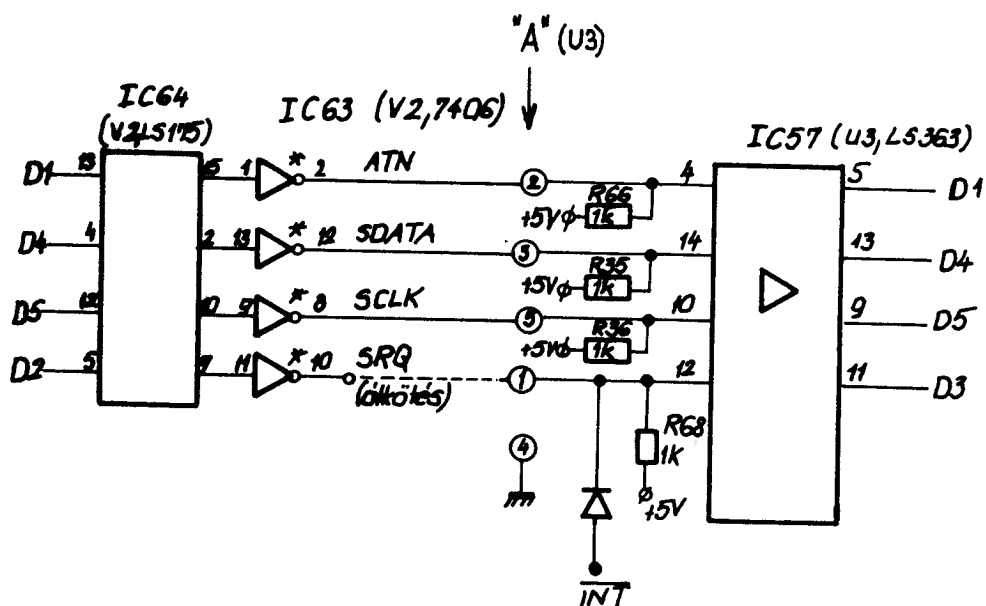 "A" (U3)
IC64
(V2,LS175)
IC63 (V2,7406)
IC57 (U3, LS363)
D1 13 15 1 * 2 ATN 2 4 5 D1
R66
+5V 1k
D4 4 2 13 * 12 SDATA 14 13 D4
R35
+5V 1k
D5 12 10 9 * 8 SCLK 10 9 D5
R36
+5V 1k
D2 5 7 11 * 10 SRQ 1 12 11 D3
(átkötés)
R68
1K
4
+5V
INT